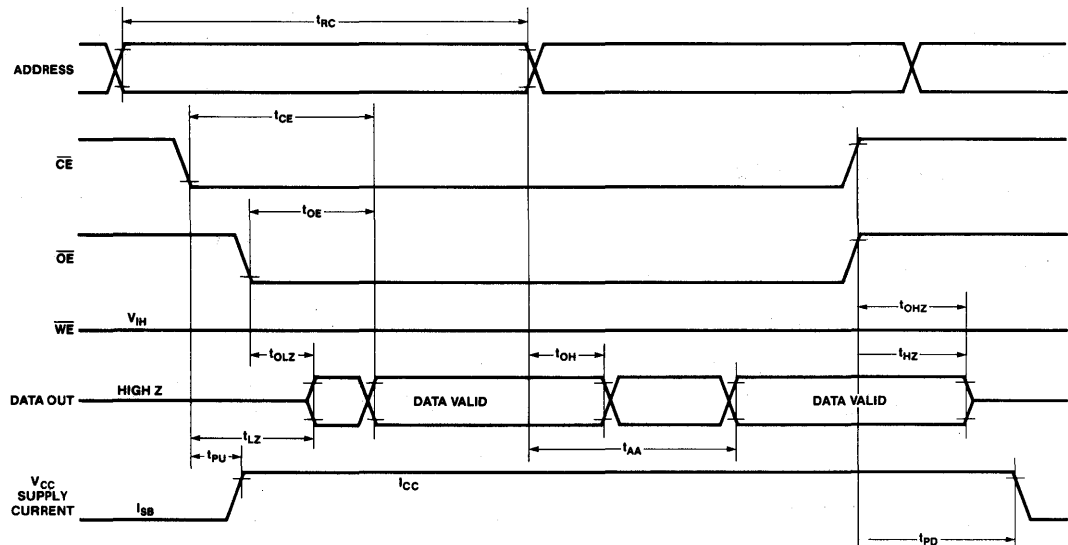 tRC
ADDRESS
tCE
CE
tOE
OE
tOHZ
WE
VIH
tOLZ
tOH
tHZ
DATA OUT
HIGH Z
DATA VALID
DATA VALID
tLZ
tPU
tAA
VCC
SUPPLY
CURRENT
ICC
ISB
tPD